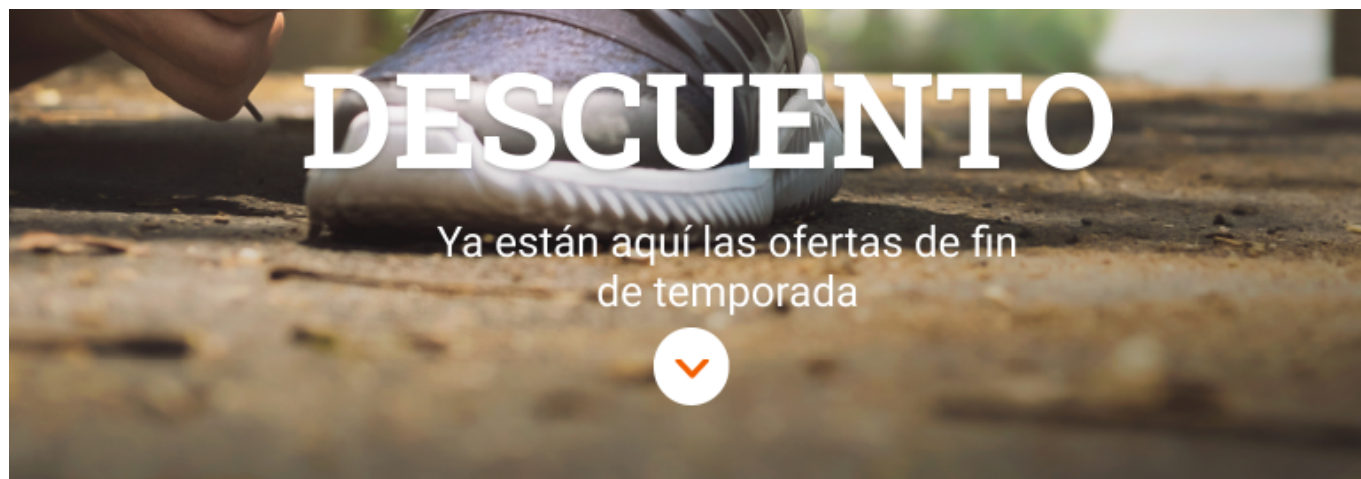 DESCUENTO
Ya están aquí las ofertas de fin
de temporada